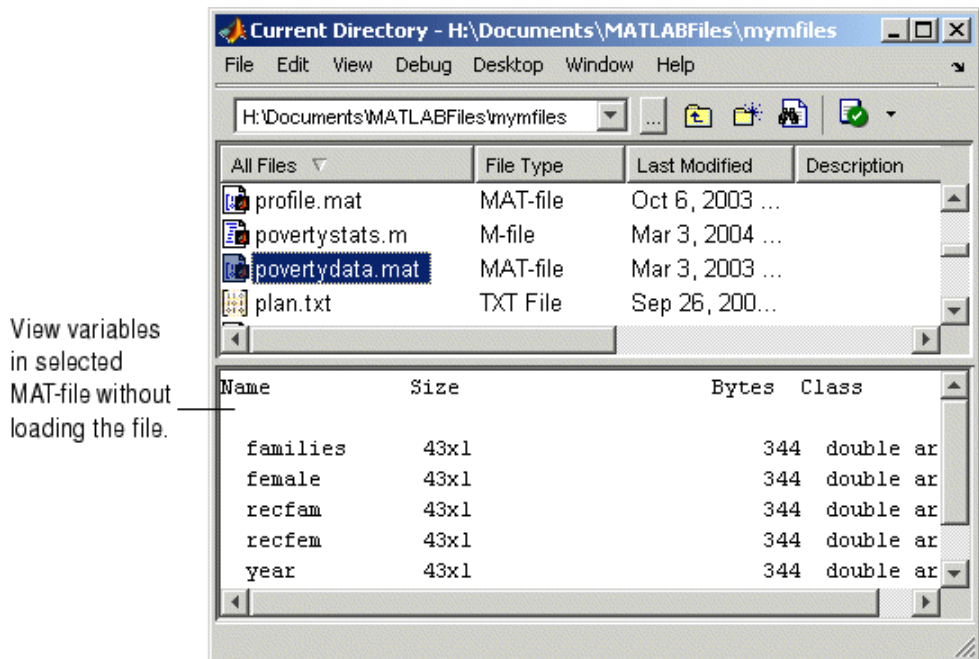 Current Directory - H:\Documents\MATLABFiles\mymfiles
File Edit View Debug Desktop Window Help
H:\Documents\MATLABFiles\mymfiles ...
All Files File Type Last Modified Description
profile.mat MAT-file Oct 6, 2003 ...
povertystats.m M-file Mar 3, 2004 ...
povertydata.mat MAT-file Mar 3, 2003 ...
plan.txt TXT File Sep 26, 200...
View variables
in selected
MAT-file without
loading the file.
Name Size Bytes Class
families 43x1 344 double ar
female 43x1 344 double ar
recfam 43x1 344 double ar
recfem 43x1 344 double ar
year 43x1 344 double ar